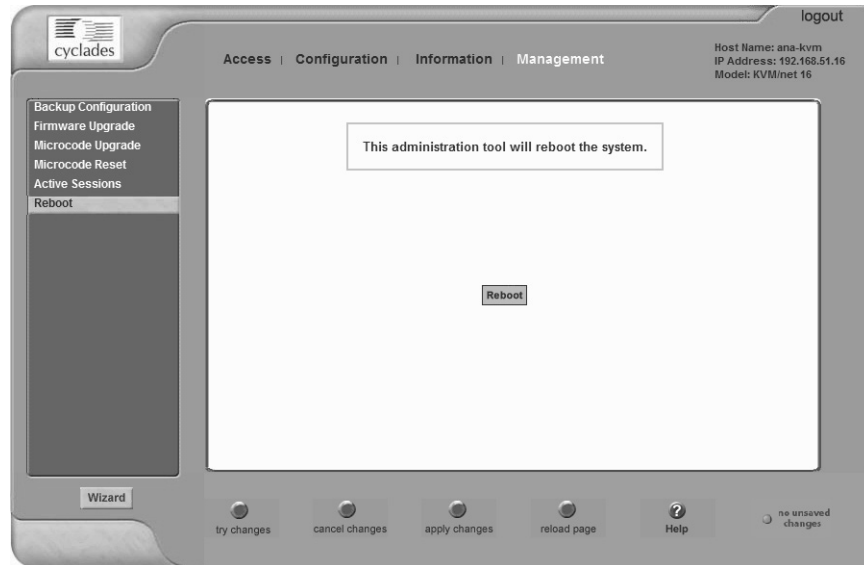 logout
cyclades
Access | Configuration | Information | Management
Host Name: ana-kvm
IP Address: 192.168.51.16
Model: KVM/net 16
Backup Configuration
Firmware Upgrade
Microcode Upgrade
Microcode Reset
Active Sessions
Reboot
This administration tool will reboot the system.
Reboot
Wizard
try changes
cancel changes
apply changes
reload page
?
Help
no unsaved
changes